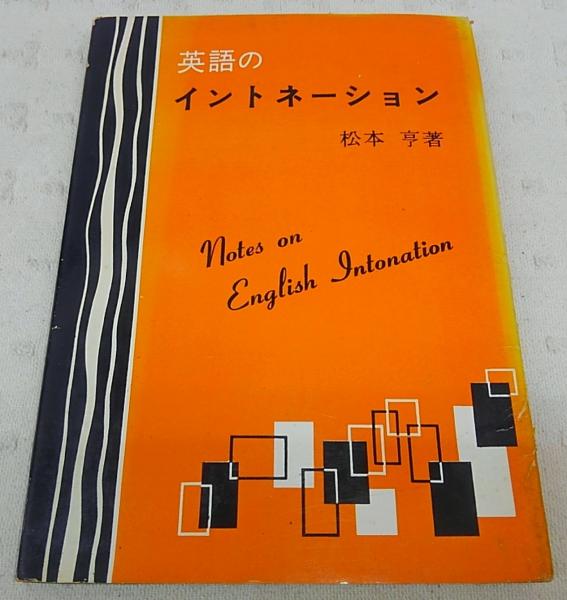 英語の
イントネーション
松本 亨著
Notes on
English Intonation